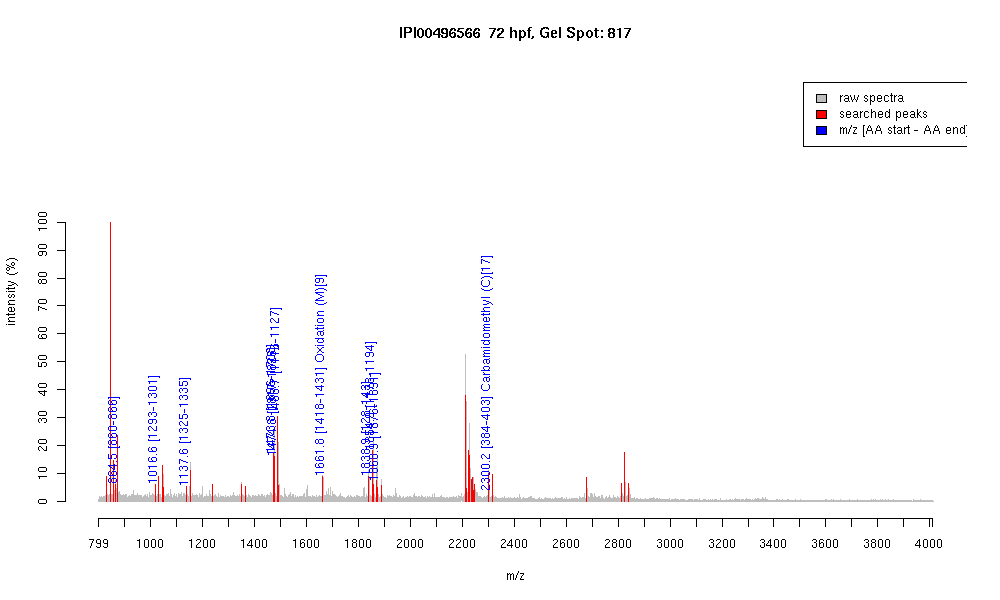 IPI00496566 72 hpf, Gel Spot: 817
raw spectra
searched peaks
m/z [AA start - AA end]
intensity (%)
0
10
20
30
40
50
60
70
80
90
100
1016.6 [1293-1301]
1137.6 [1325-1335]
1661.8 [1418-1431] Oxidation (M)[9]
2300.2 [384-403] Carbamidomethyl (C)[17]
799 1000 1200 1400 1600 1800 2000 2200 2400 2600 2800 3000 3200 3400 3600 3800 4000
m/z